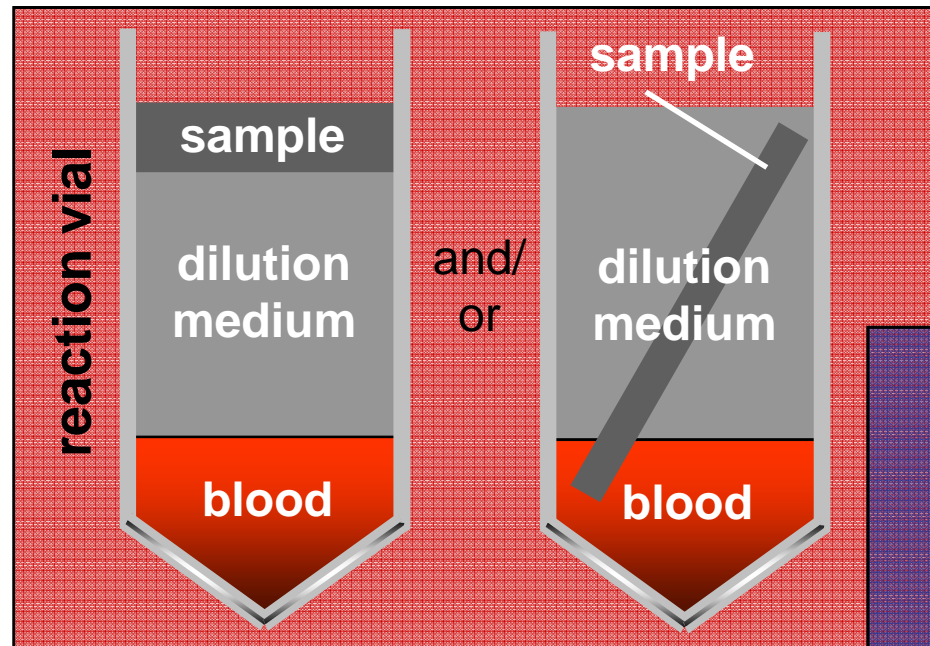 reaction vial
sample
dilution
medium
blood
and/
or
sample
dilution
medium
blood